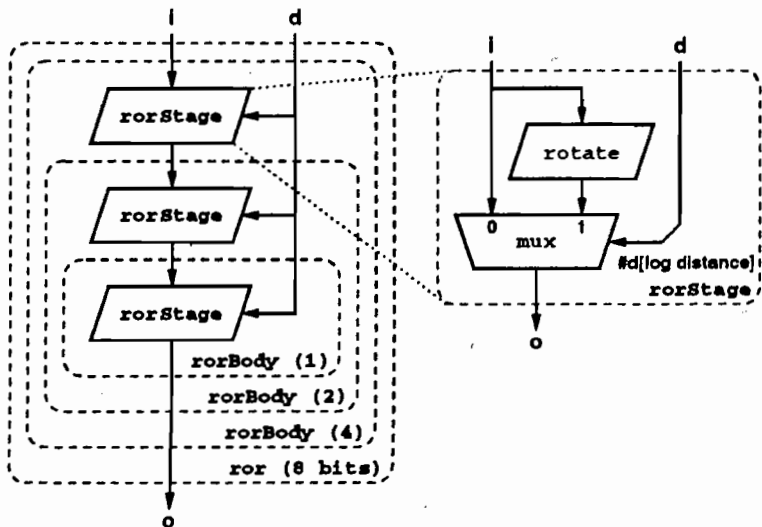 i d
rorStage
rorStage
rorStage
rorBody (1)
rorBody (2)
rorBody (4)
ror (8 bits)
o
i d
rotate
0 1
mux
#d[log distance]
rorStage
o